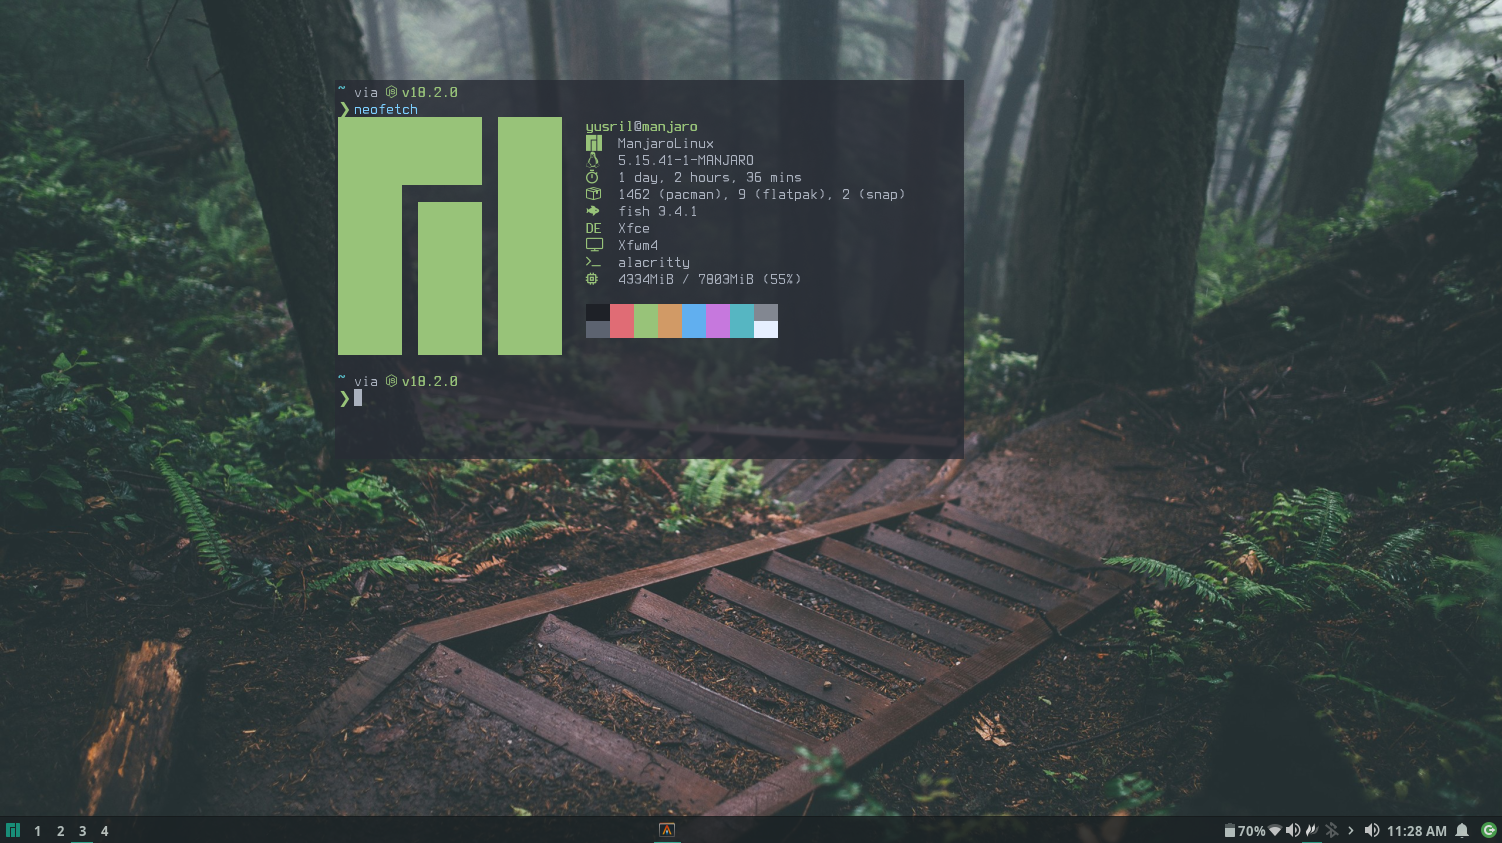 ~ via v18.2.0
❯ neofetch
yusril@manjaro
ManjaroLinux
5.15.41-1-MANJARO
1 day, 2 hours, 36 mins
1462 (pacman), 9 (flatpak), 2 (snap)
fish 3.4.1
DE Xfce
Xfwm4
alacritty
4334MiB / 7803MiB (55%)
~ via v18.2.0
❯
1 2 3 4 70% 11:28 AM